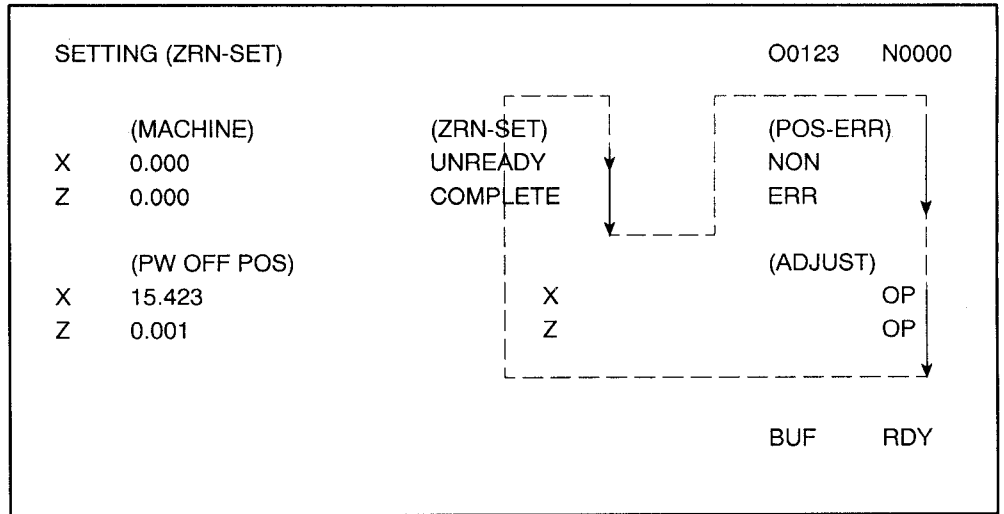 SETTING (ZRN-SET) O0123 N0000
(MACHINE) (ZRN-SET) (POS-ERR)
X 0.000 UNREADY NON
Z 0.000 COMPLETE ERR
(PW OFF POS) (ADJUST)
X 15.423 X OP
Z 0.001 Z OP
BUF RDY